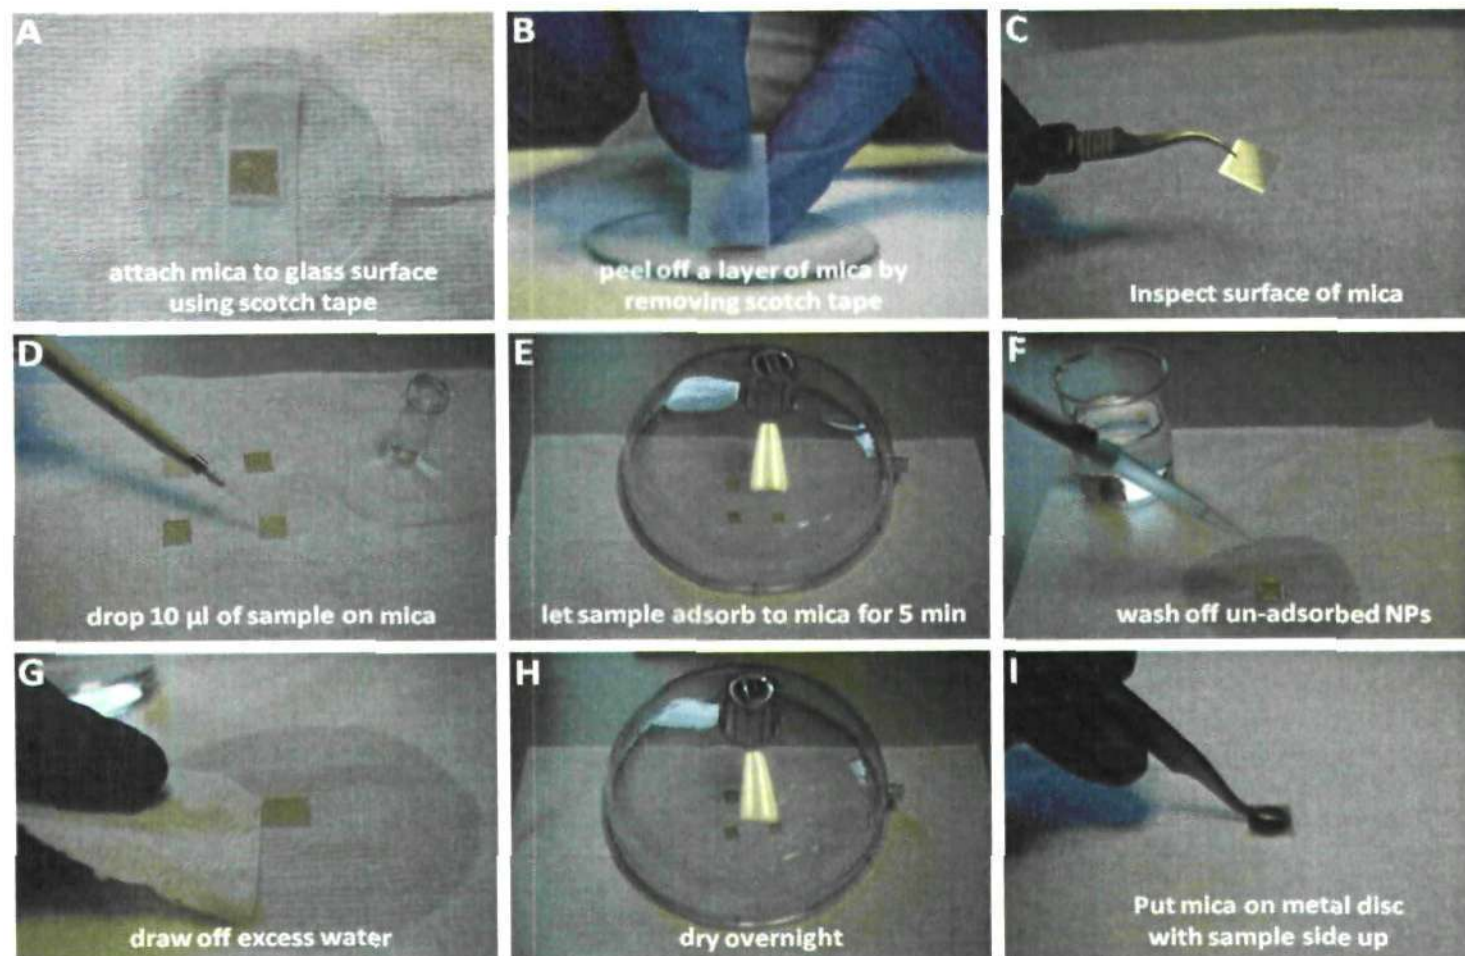 A
attach mica to glass surface
using scotch tape
B
peel off a layer of mica by
removing scotch tape
C
Inspect surface of mica
D
drop 10 µl of sample on mica
E
let sample adsorb to mica for 5 min
F
wash off un-adsorbed NPs
G
draw off excess water
H
dry overnight
I
Put mica on metal disc
with sample side up